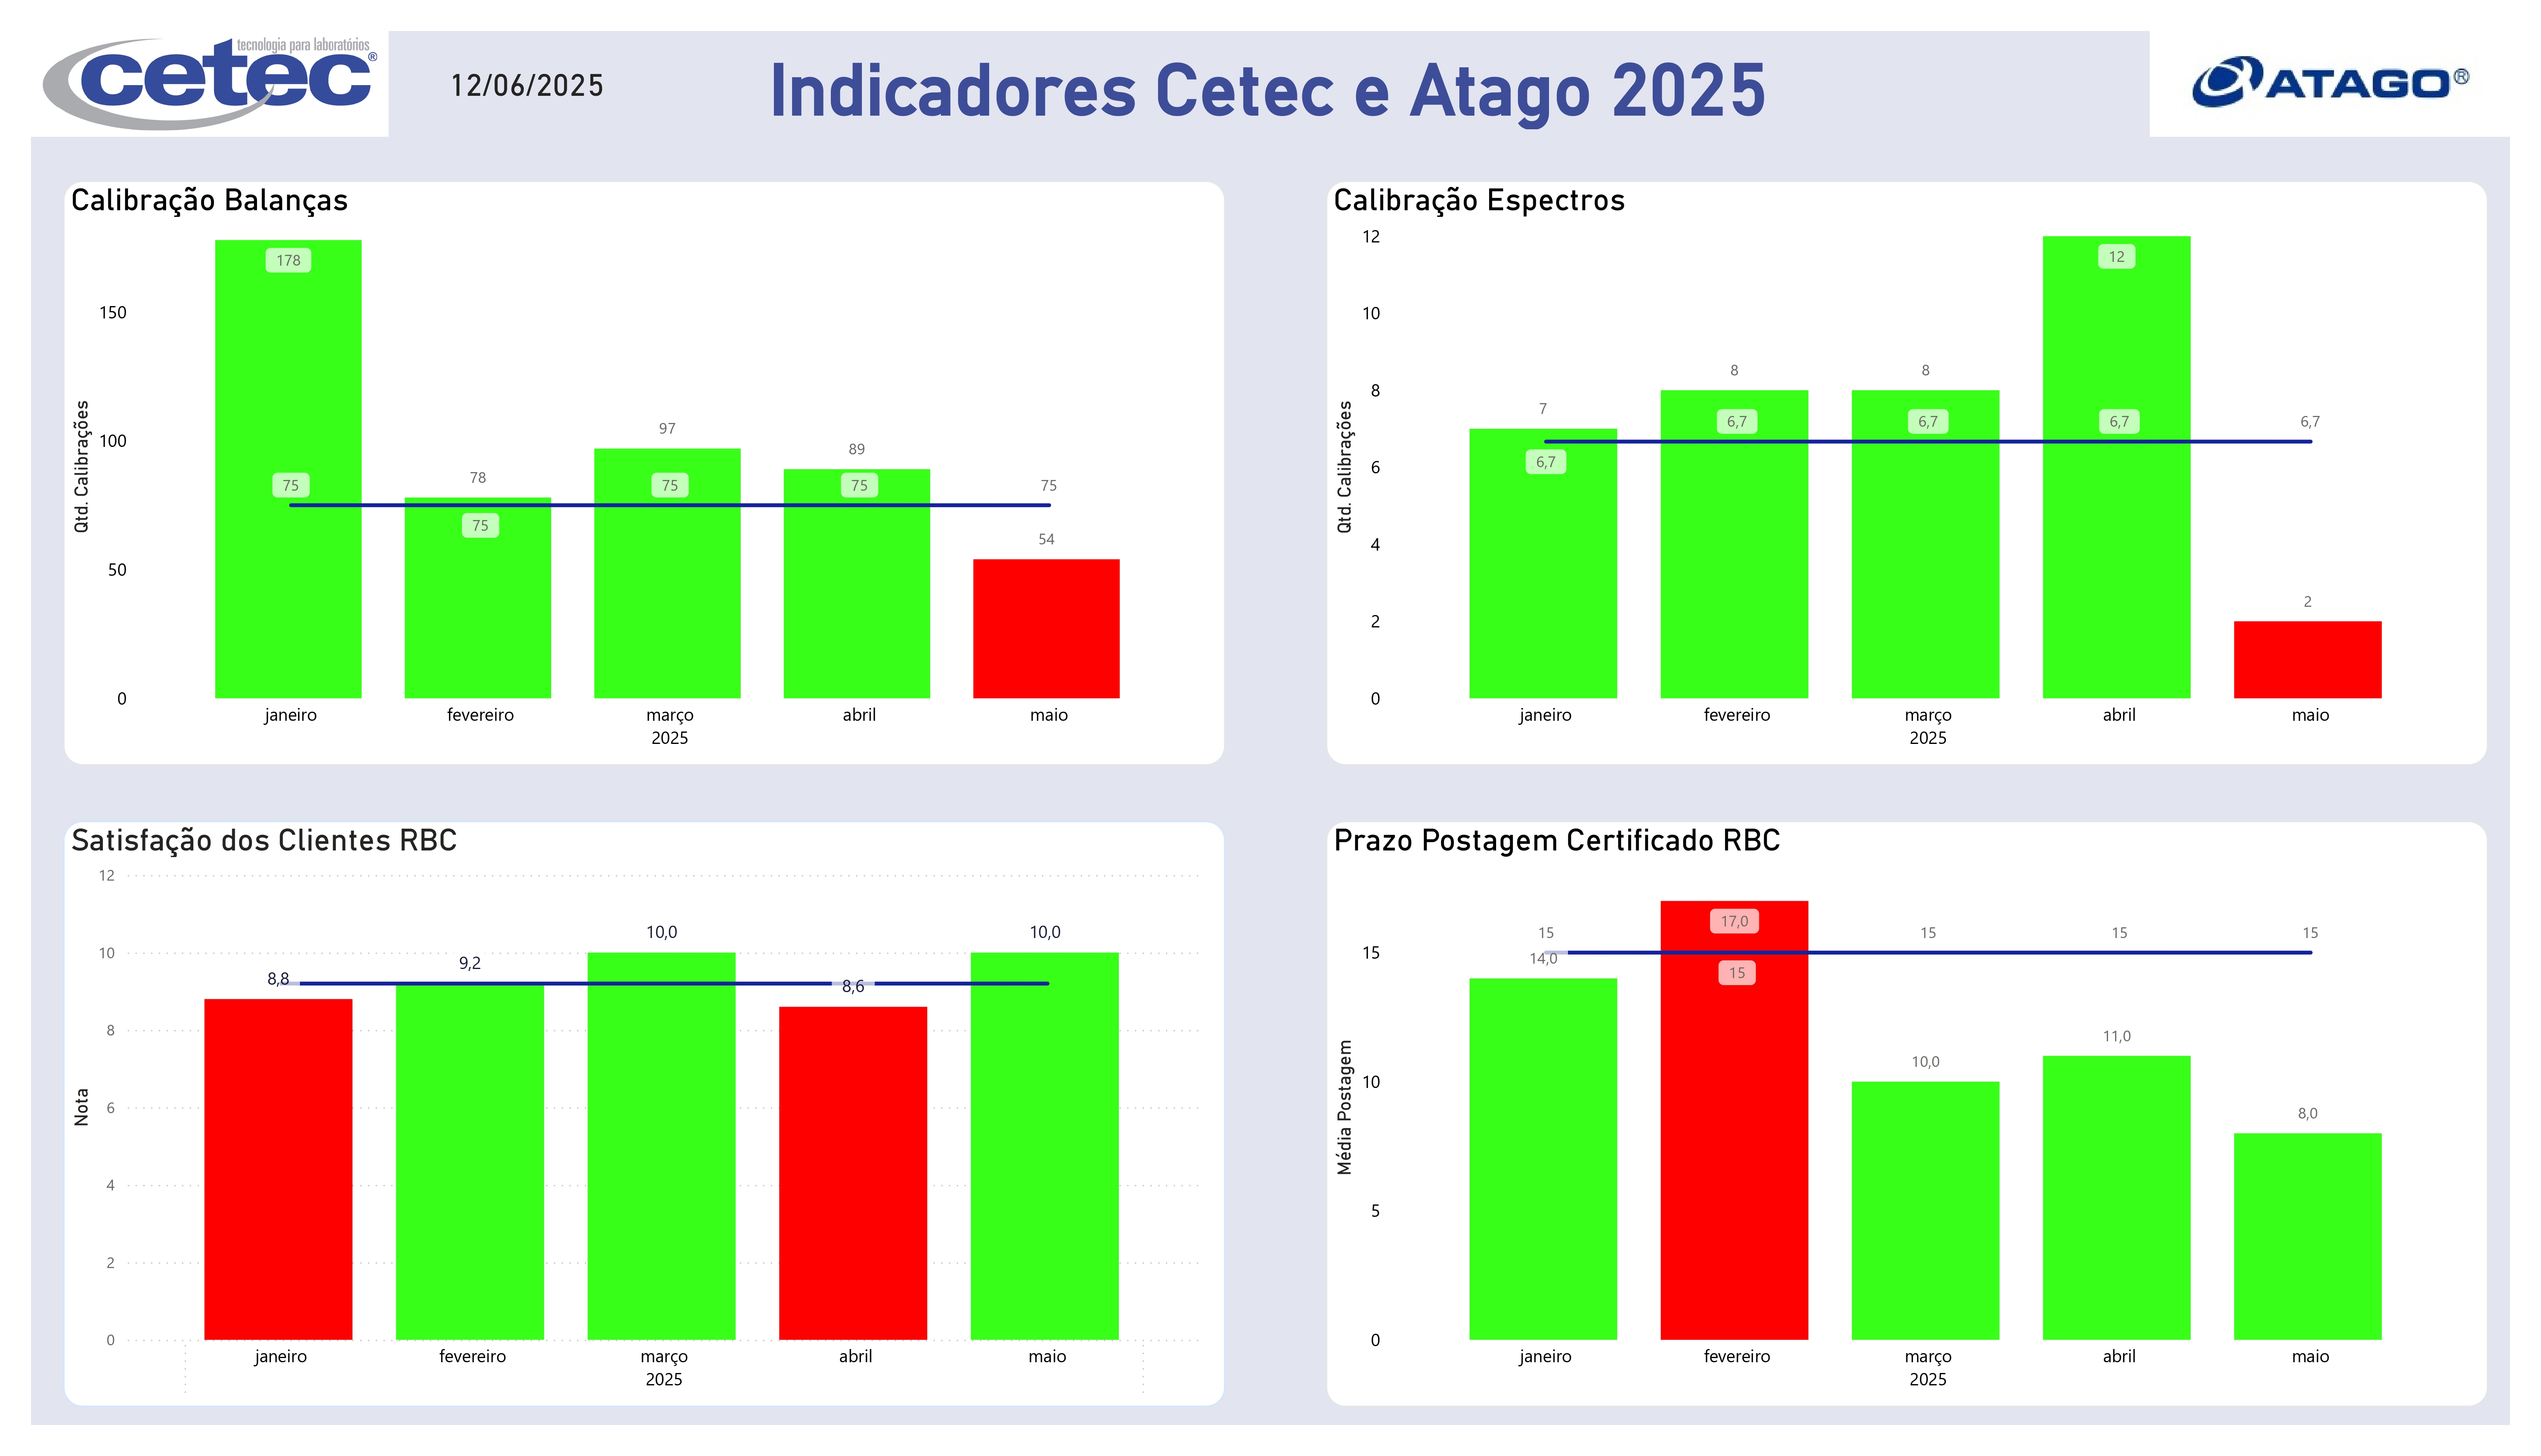 tecnologia para laboratórios
cetec®
12/06/2025
Indicadores Cetec e Atago 2025
ATAGO®
Calibração Balanças
Qtd. Calibrações
150
100
50
0
178
78
97
89
54
75
75
75
75
75
janeiro
fevereiro
março
abril
maio
2025
Calibração Espectros
Qtd. Calibrações
12
10
8
6
4
2
0
7
8
8
12
2
6,7
6,7
6,7
6,7
6,7
janeiro
fevereiro
março
abril
maio
2025
Satisfação dos Clientes RBC
Nota
12
10
8
6
4
2
0
8,8
9,2
10,0
8,6
10,0
janeiro
fevereiro
março
abril
maio
2025
Prazo Postagem Certificado RBC
Média Postagem
15
10
5
0
15
15
15
15
15
14,0
17,0
10,0
11,0
8,0
janeiro
fevereiro
março
abril
maio
2025